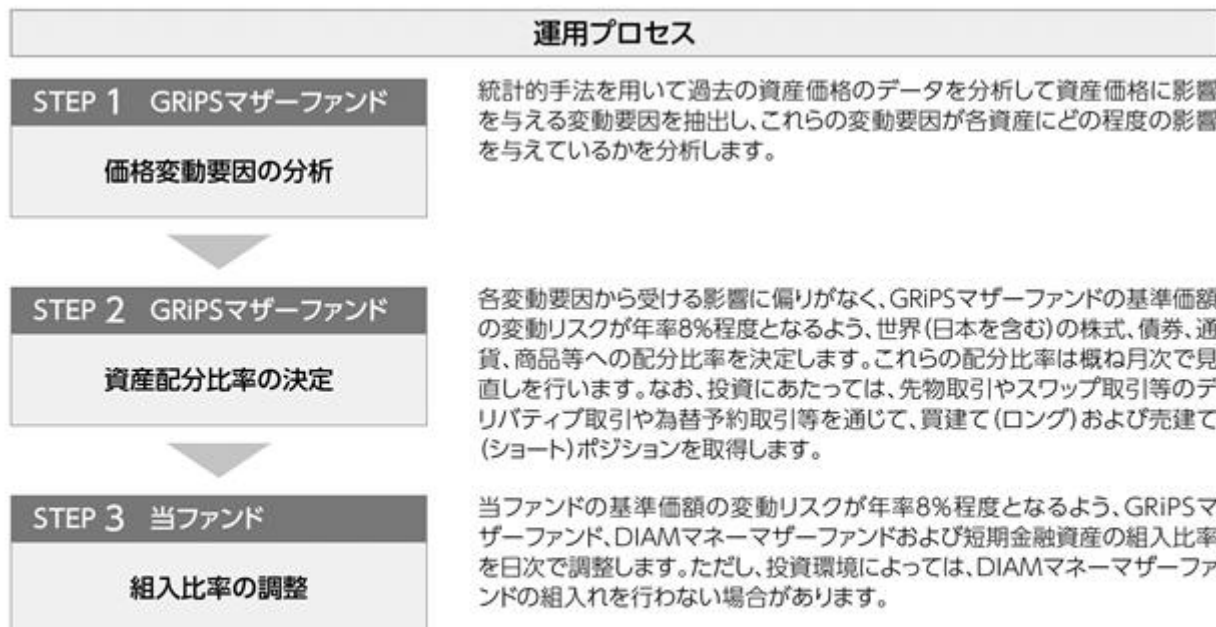 運用プロセス
STEP 1 GRiPSマザーファンド
価格変動要因の分析
統計的手法を用いて過去の資産価格のデータを分析して資産価格に影響
を与える変動要因を抽出し、これらの変動要因が各資産にどの程度の影響
を与えているかを分析します。
STEP 2 GRiPSマザーファンド
資産配分比率の決定
各変動要因から受ける影響に偏りがなく、GRiPSマザーファンドの基準価額
の変動リスクが年率8%程度となるよう、世界(日本を含む)の株式、債券、通
貨、商品等への配分比率を決定します。これらの配分比率は概ね月次で見
直しを行います。なお、投資にあたっては、先物取引やスワップ取引等のデ
リバティブ取引や為替予約取引等を通じて、買建て(ロング)および売建て
(ショート)ポジションを取得します。
STEP 3 当ファンド
組入比率の調整
当ファンドの基準価額の変動リスクが年率8%程度となるよう、GRiPSマ
ザーファンド、DIAMマネーマザーファンドおよび短期金融資産の組入比率
を日次で調整します。ただし、投資環境によっては、DIAMマネーマザーファ
ンドの組入れを行わない場合があります。